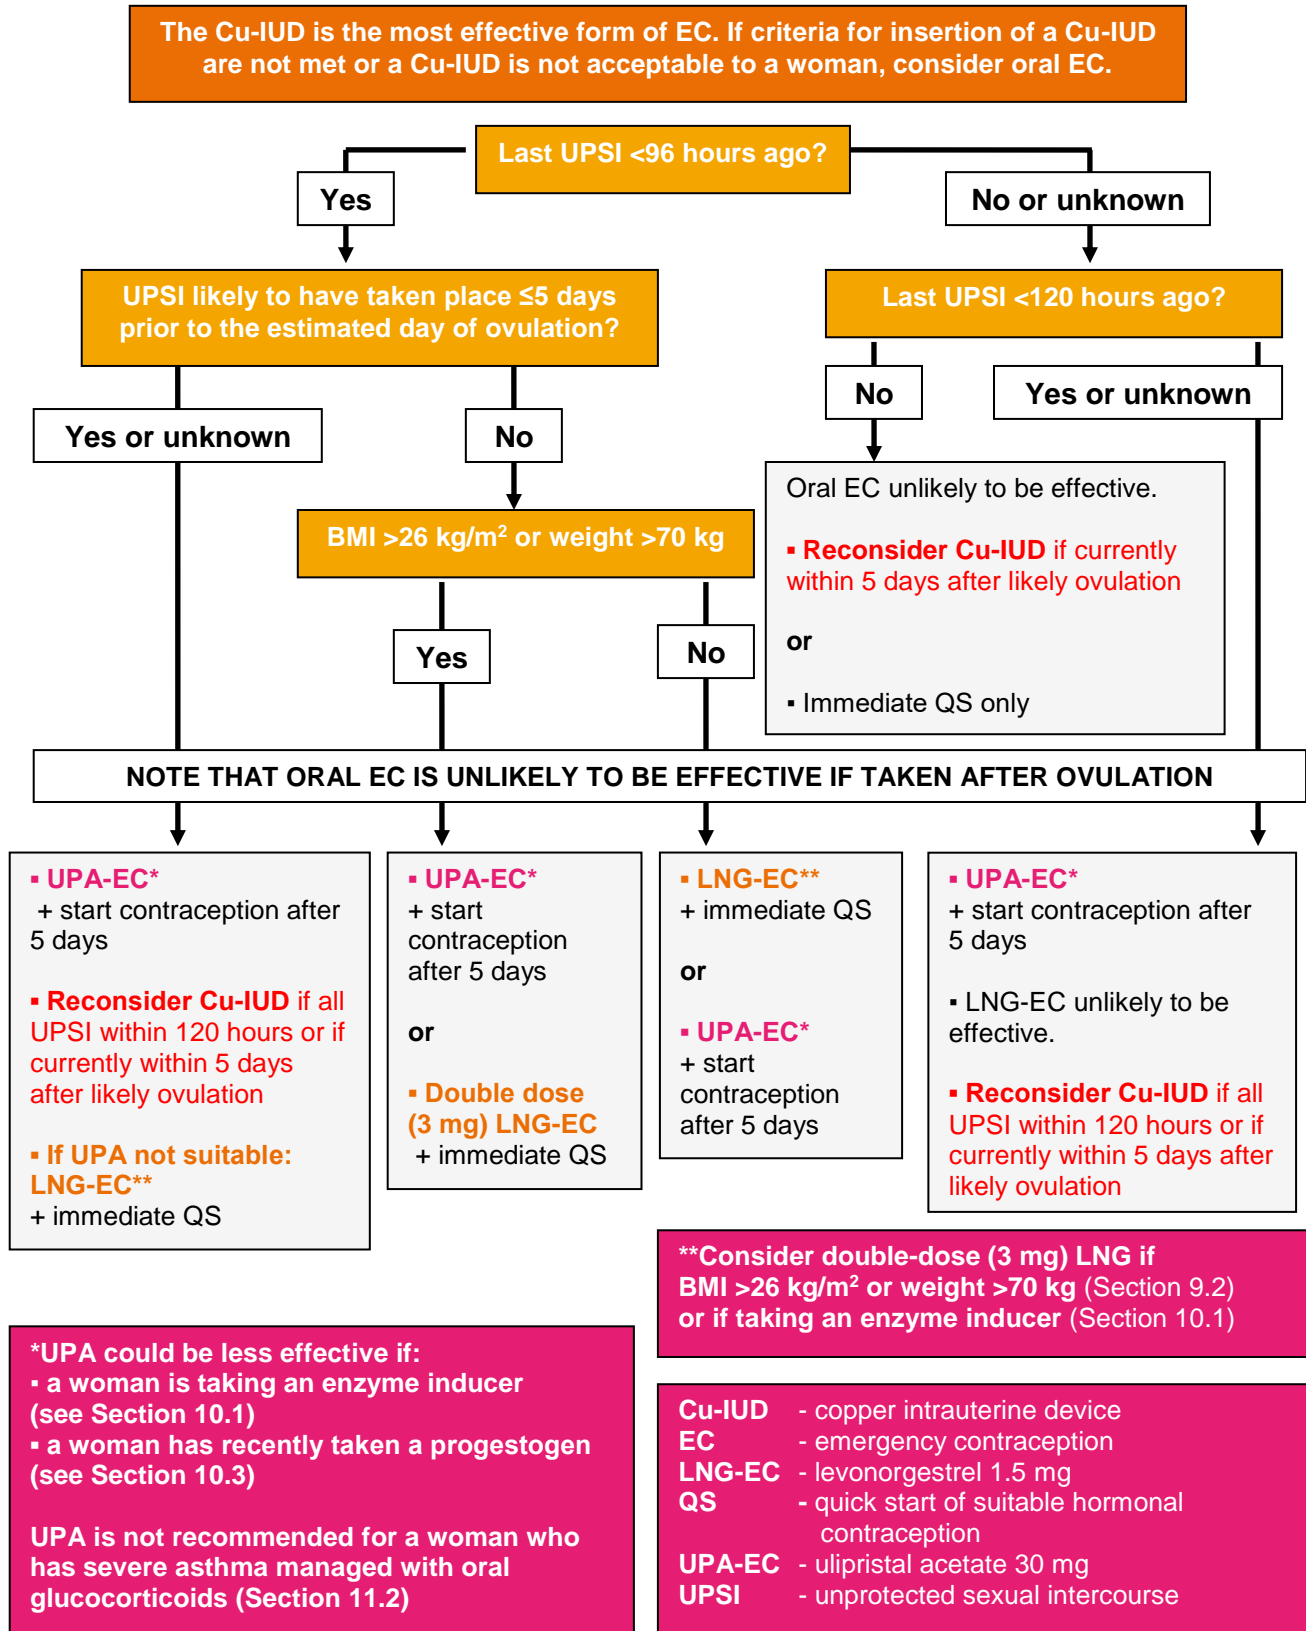 The Cu-IUD is the most effective form of EC. If criteria for insertion of a Cu-IUD
are not met or a Cu-IUD is not acceptable to a woman, consider oral EC.
Last UPSI <96 hours ago?
Yes
No or unknown
UPSI likely to have taken place ≤5 days
prior to the estimated day of ovulation?
Last UPSI <120 hours ago?
Yes or unknown
No
No
Yes or unknown
BMI >26 kg/m² or weight >70 kg
Yes
No
Oral EC unlikely to be effective.
▪ Reconsider Cu-IUD if currently
within 5 days after likely ovulation
or
▪ Immediate QS only
NOTE THAT ORAL EC IS UNLIKELY TO BE EFFECTIVE IF TAKEN AFTER OVULATION
▪ UPA-EC*
+ start contraception after
5 days
▪ Reconsider Cu-IUD if all
UPSI within 120 hours or if
currently within 5 days
after likely ovulation
▪ If UPA not suitable:
LNG-EC**
+ immediate QS
▪ UPA-EC*
+ start
contraception
after 5 days
or
▪ Double dose
(3 mg) LNG-EC
+ immediate QS
▪ LNG-EC**
+ immediate QS
or
▪ UPA-EC*
+ start
contraception
after 5 days
▪ UPA-EC*
+ start contraception after
5 days
▪ LNG-EC unlikely to be
effective.
▪ Reconsider Cu-IUD if all
UPSI within 120 hours or if
currently within 5 days after
likely ovulation
**Consider double-dose (3 mg) LNG if
BMI >26 kg/m² or weight >70 kg (Section 9.2)
or if taking an enzyme inducer (Section 10.1)
*UPA could be less effective if:
▪ a woman is taking an enzyme inducer
(see Section 10.1)
▪ a woman has recently taken a progestogen
(see Section 10.3)
UPA is not recommended for a woman who
has severe asthma managed with oral
glucocorticoids (Section 11.2)
Cu-IUD - copper intrauterine device
EC - emergency contraception
LNG-EC - levonorgestrel 1.5 mg
QS - quick start of suitable hormonal
contraception
UPA-EC - ulipristal acetate 30 mg
UPSI - unprotected sexual intercourse